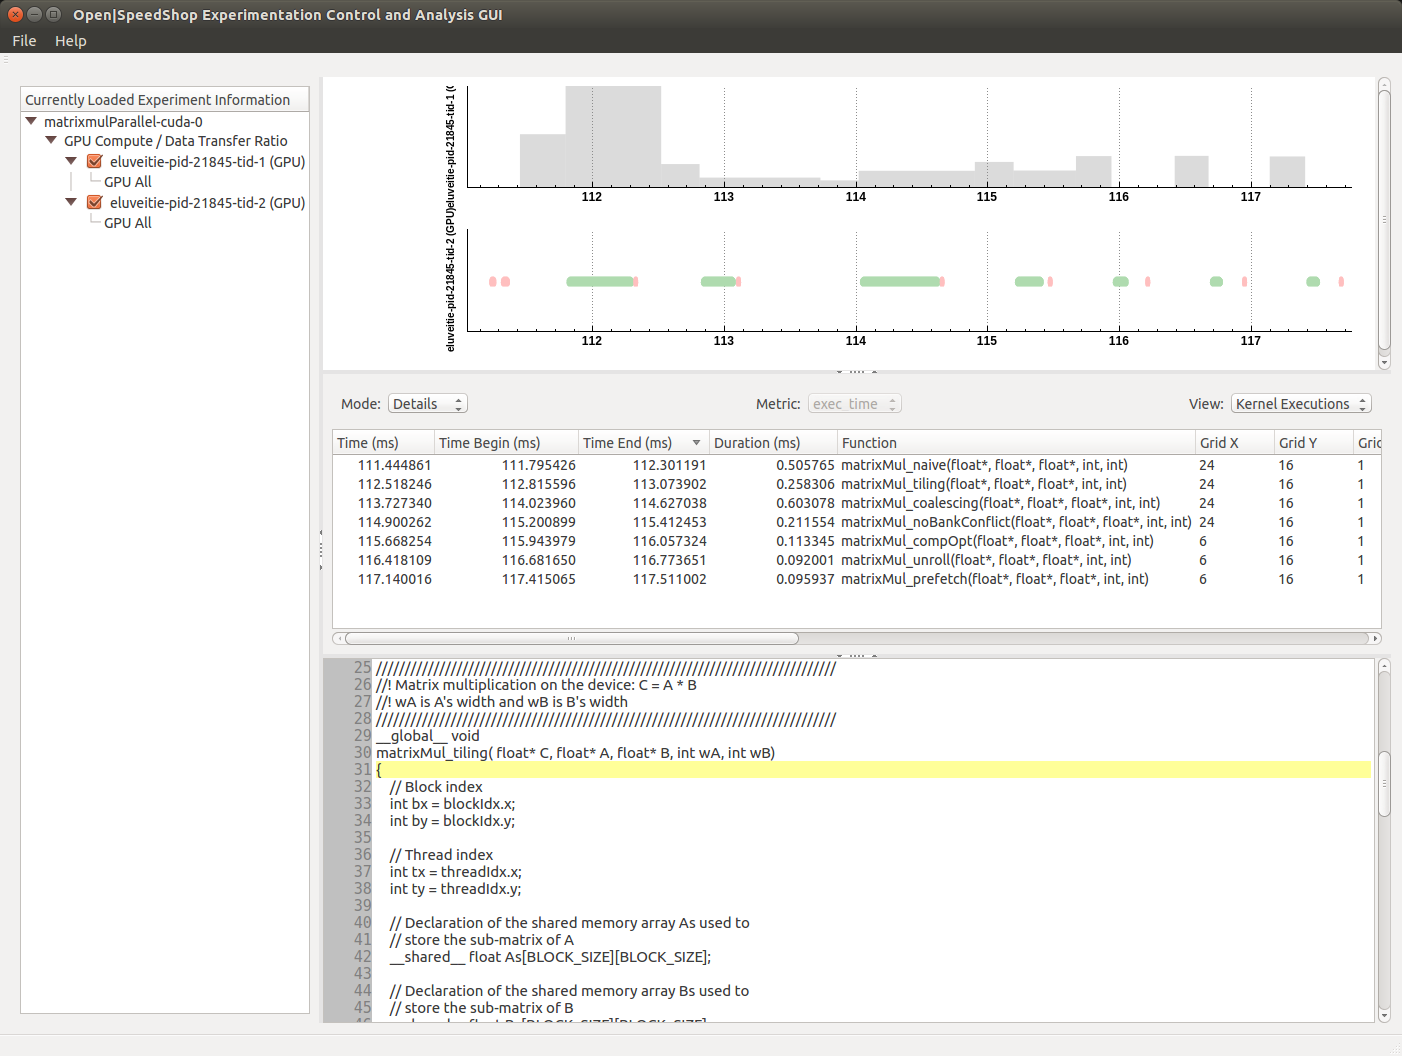 Open|SpeedShop Experimentation Control and Analysis GUI
File Help
Currently Loaded Experiment Information
matrixmulParallel-cuda-0
GPU Compute / Data Transfer Ratio
eluveitie-pid-21845-tid-1 (GPU)
GPU All
eluveitie-pid-21845-tid-2 (GPU)
GPU All
eluveitie-pid-21845-tid-1 (
112 113 114 115 116 117
eluveitie-pid-21845-tid-2 (GPU)
112 113 114 115 116 117
Mode: Details Metric: exec_time View: Kernel Executions
Time (ms) Time Begin (ms) Time End (ms) Duration (ms) Function Grid X Grid Y Grid
111.444861 111.795426 112.301191 0.505765 matrixMul_naive(float*, float*, float*, int, int) 24 16 1
112.518246 112.815596 113.073902 0.258306 matrixMul_tiling(float*, float*, float*, int, int) 24 16 1
113.727340 114.023960 114.627038 0.603078 matrixMul_coalescing(float*, float*, float*, int, int) 24 16 1
114.900262 115.200899 115.412453 0.211554 matrixMul_noBankConflict(float*, float*, float*, int, int) 24 16 1
115.668254 115.943979 116.057324 0.113345 matrixMul_compOpt(float*, float*, float*, int, int) 6 16 1
116.418109 116.681650 116.773651 0.092001 matrixMul_unroll(float*, float*, float*, int, int) 6 16 1
117.140016 117.415065 117.511002 0.095937 matrixMul_prefetch(float*, float*, float*, int, int) 6 16 1
25 ////////////////////////////////////////////////////////////////////////////////
26 //! Matrix multiplication on the device: C = A * B
27 //! wA is A's width and wB is B's width
28 ////////////////////////////////////////////////////////////////////////////////
29 __global__ void
30 matrixMul_tiling( float* C, float* A, float* B, int wA, int wB)
31 {
32 // Block index
33 int bx = blockIdx.x;
34 int by = blockIdx.y;
35
36 // Thread index
37 int tx = threadIdx.x;
38 int ty = threadIdx.y;
39
40 // Declaration of the shared memory array As used to
41 // store the sub-matrix of A
42 __shared__ float As[BLOCK_SIZE][BLOCK_SIZE];
43
44 // Declaration of the shared memory array Bs used to
45 // store the sub-matrix of B
46 __shared__ float Bs[BLOCK_SIZE][BLOCK_SIZE];